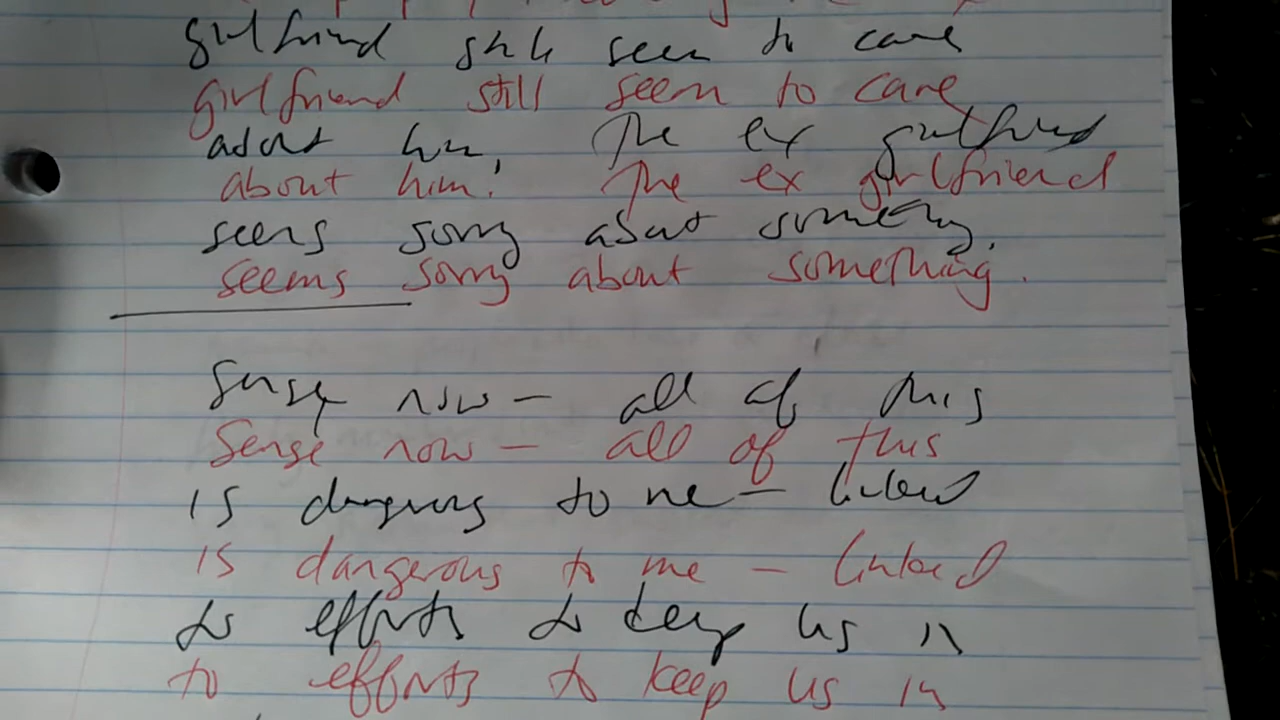 girlfriend still seem to care
girlfriend still seem to care
about him, The ex girlfriend
about him! The ex girlfriend
seems sorry about something.
seems sorry about something.
Sense now - all of this
Sense now - all of this
is dangerous to me - linked
is dangerous to me - linked
to efforts to keep us in
to efforts to keep us in